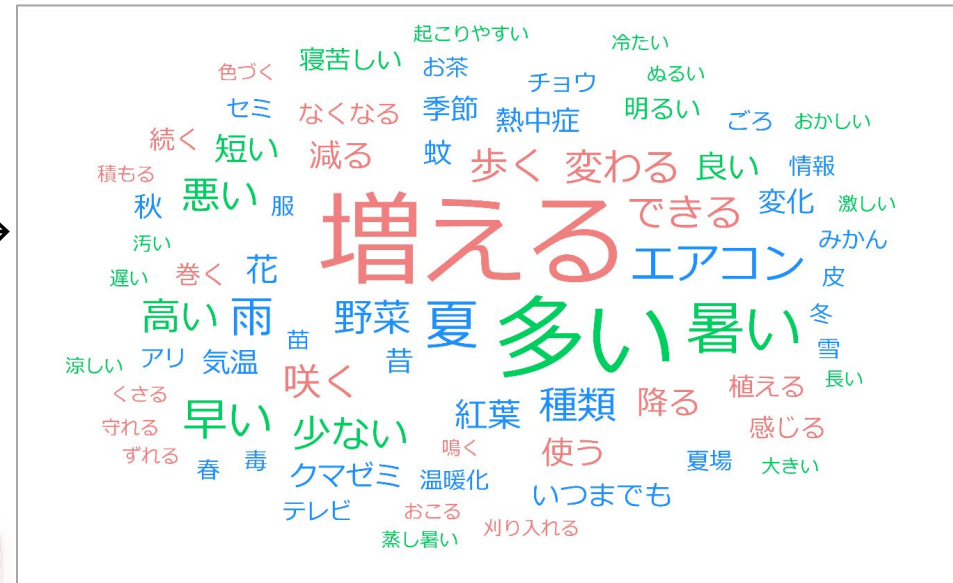 起こりやすい
冷たい
寝苦しい
お茶
色づく
チョウ
ぬるい
セミ
なくなる
季節
熱中症
明るい
ごろ
おかしい
続く
短い
減る
蚊
歩く
変わる
良い
情報
積もる
秋
悪い
服
増える
できる
変化
激しい
汚い
エアコン
みかん
遅い
巻く
花
皮
高い
雨
苗
野菜
夏
多い
暑い
冬
雪
涼しい
アリ
気温
昔
くさる
咲く
植える
長い
守れる
早い
少ない
紅葉
種類
降る
感じる
ずれる
春
毒
鳴く
使う
夏場
大きい
クマゼミ
温暖化
いつまでも
テレビ
おこる
刈り入れる
蒸し暑い